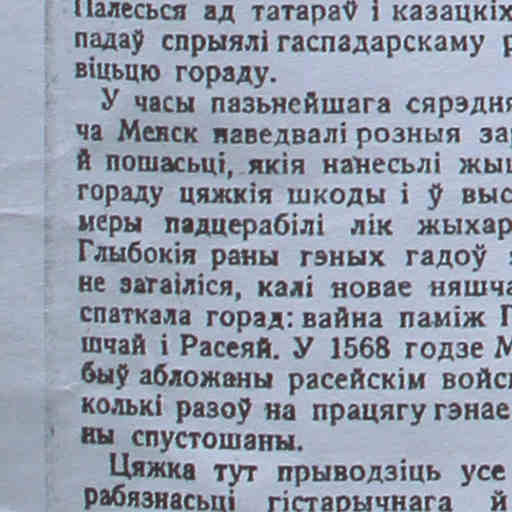 Палесься ад татараў і казацкіх
падаў спрыялі гаспадарскаму
віцьцю гораду.
У часы пазьнейшага сярэдня
ча Менск наведвалі розныя за
й пошасьці, якія нанесьлі жы
гораду цяжкія шкоды і ў выс
меры падцерабілі лік жыхар
Глыбокія раны гэных гадоў
не затаіліся, калі новае няшча
спаткала горад: вайна паміж П
шчай і Расеяй. У 1568 годзе М
быў абложаны расейскім войс
колькі разоў на працягу гэнае
ны спустошаны.
Цяжка тут прыводзіць усе
рабязнасьці гістарычнага й